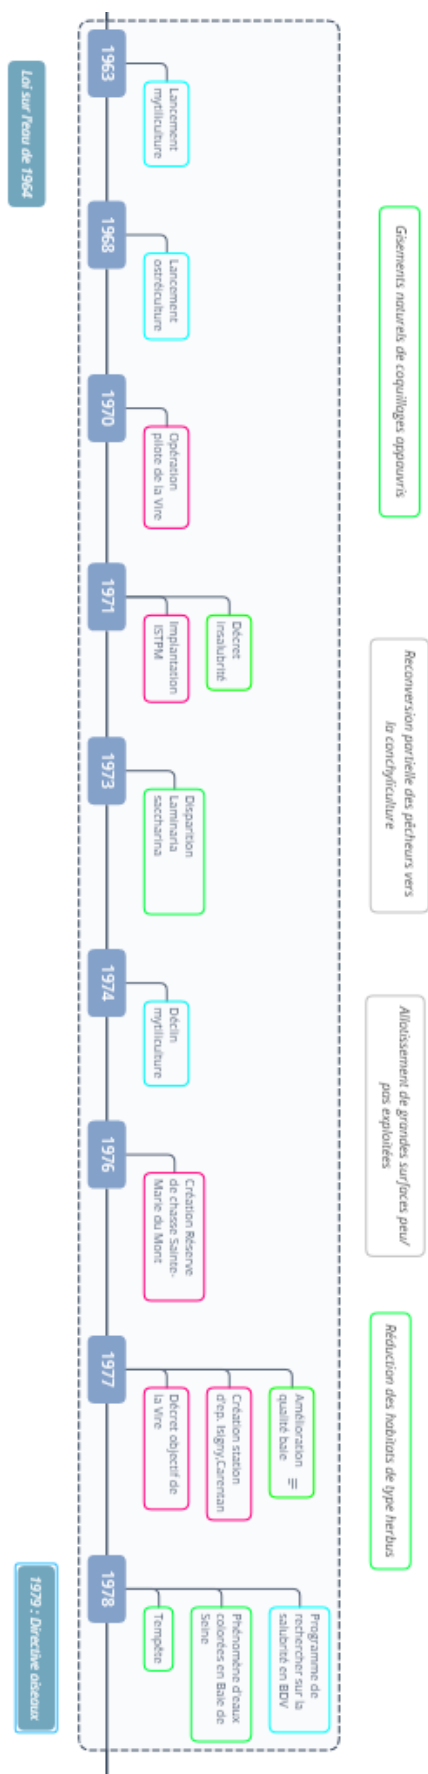 Gisements naturels de coquillages appauvris
Reconversion partielle des pêcheurs vers
la conchyliculture
Allotissement de grandes surfaces peu/
pas exploitées
Réduction des habitats de type herbus
1963
Lancement
mytiliculture
1968
Lancement
ostréiculture
1970
Opération
pilote de la Vire
1971
Décret
insalubrité
Implantation
ISTPM
1973
Disparition
Laminaria
saccharina
1974
Déclin
mytiliculture
1976
Création Réserve
de chasse Sainte-
Marie du Mont
1977
Amélioration
qualité baie
Création station
d'ep. Isigny,Carentan
Décret objectif de
la Vire
1978
Programme de
rechercher sur la
salubrité en BDV
Phénomène d'eaux
colorées en Baie de
Seine
Tempête
Loi sur l'eau de 1964
1979 : Directive oiseaux